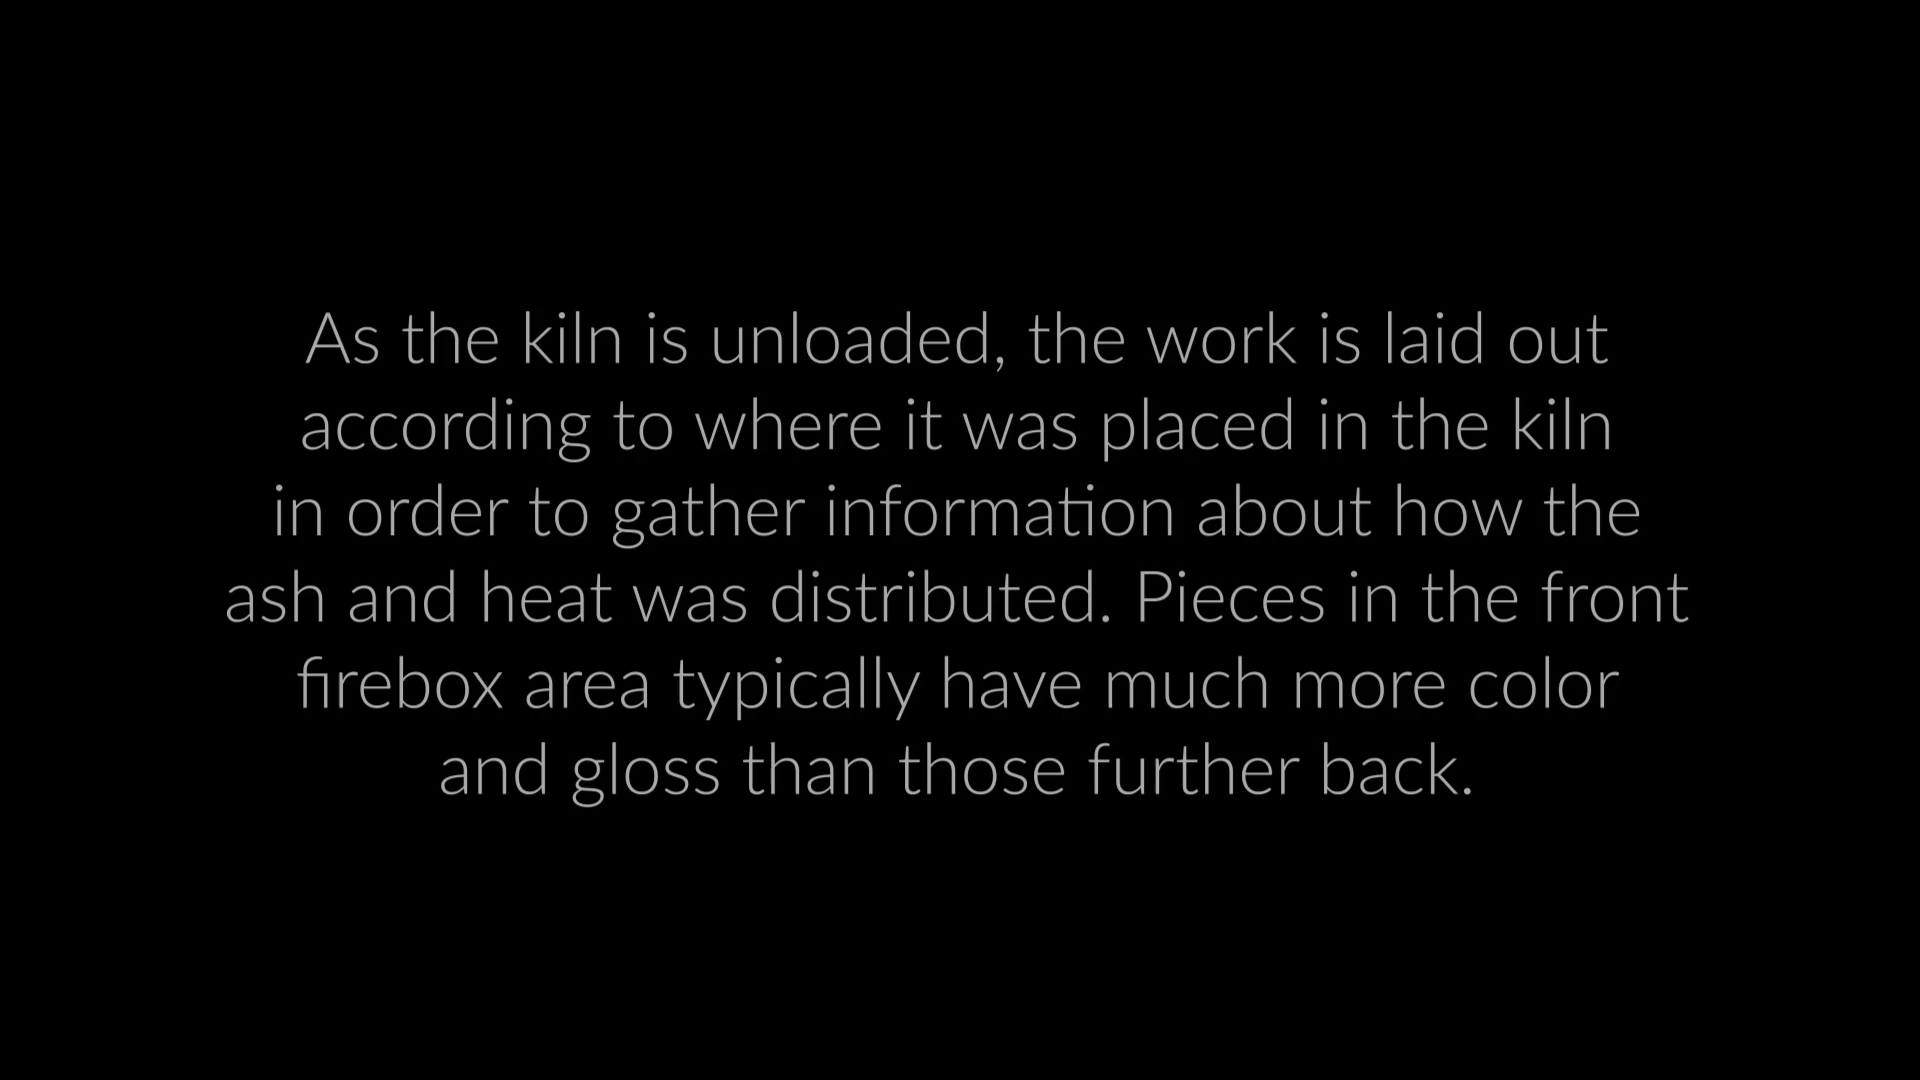 As the kiln is unloaded, the work is laid out
according to where it was placed in the kiln
in order to gather information about how the
ash and heat was distributed. Pieces in the front
firebox area typically have much more color
and gloss than those further back.